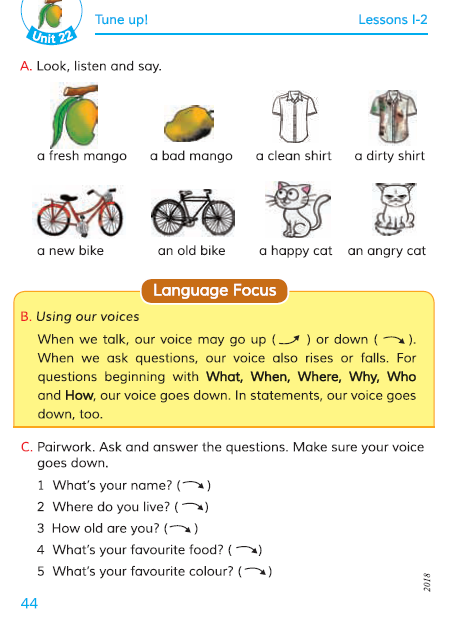 Unit 22
Tune up!
Lessons 1-2
A. Look, listen and say.
a fresh mango a bad mango a clean shirt a dirty shirt
a new bike an old bike a happy cat an angry cat
Language Focus
B. Using our voices
When we talk, our voice may go up ( ) or down ( ).
When we ask questions, our voice also rises or falls. For
questions beginning with What, When, Where, Why, Who
and How, our voice goes down. In statements, our voice goes
down, too.
C. Pairwork. Ask and answer the questions. Make sure your voice
goes down.
1 What's your name? ( )
2 Where do you live? ( )
3 How old are you? ( )
4 What's your favourite food? ( )
5 What's your favourite colour? ( )
2018
44